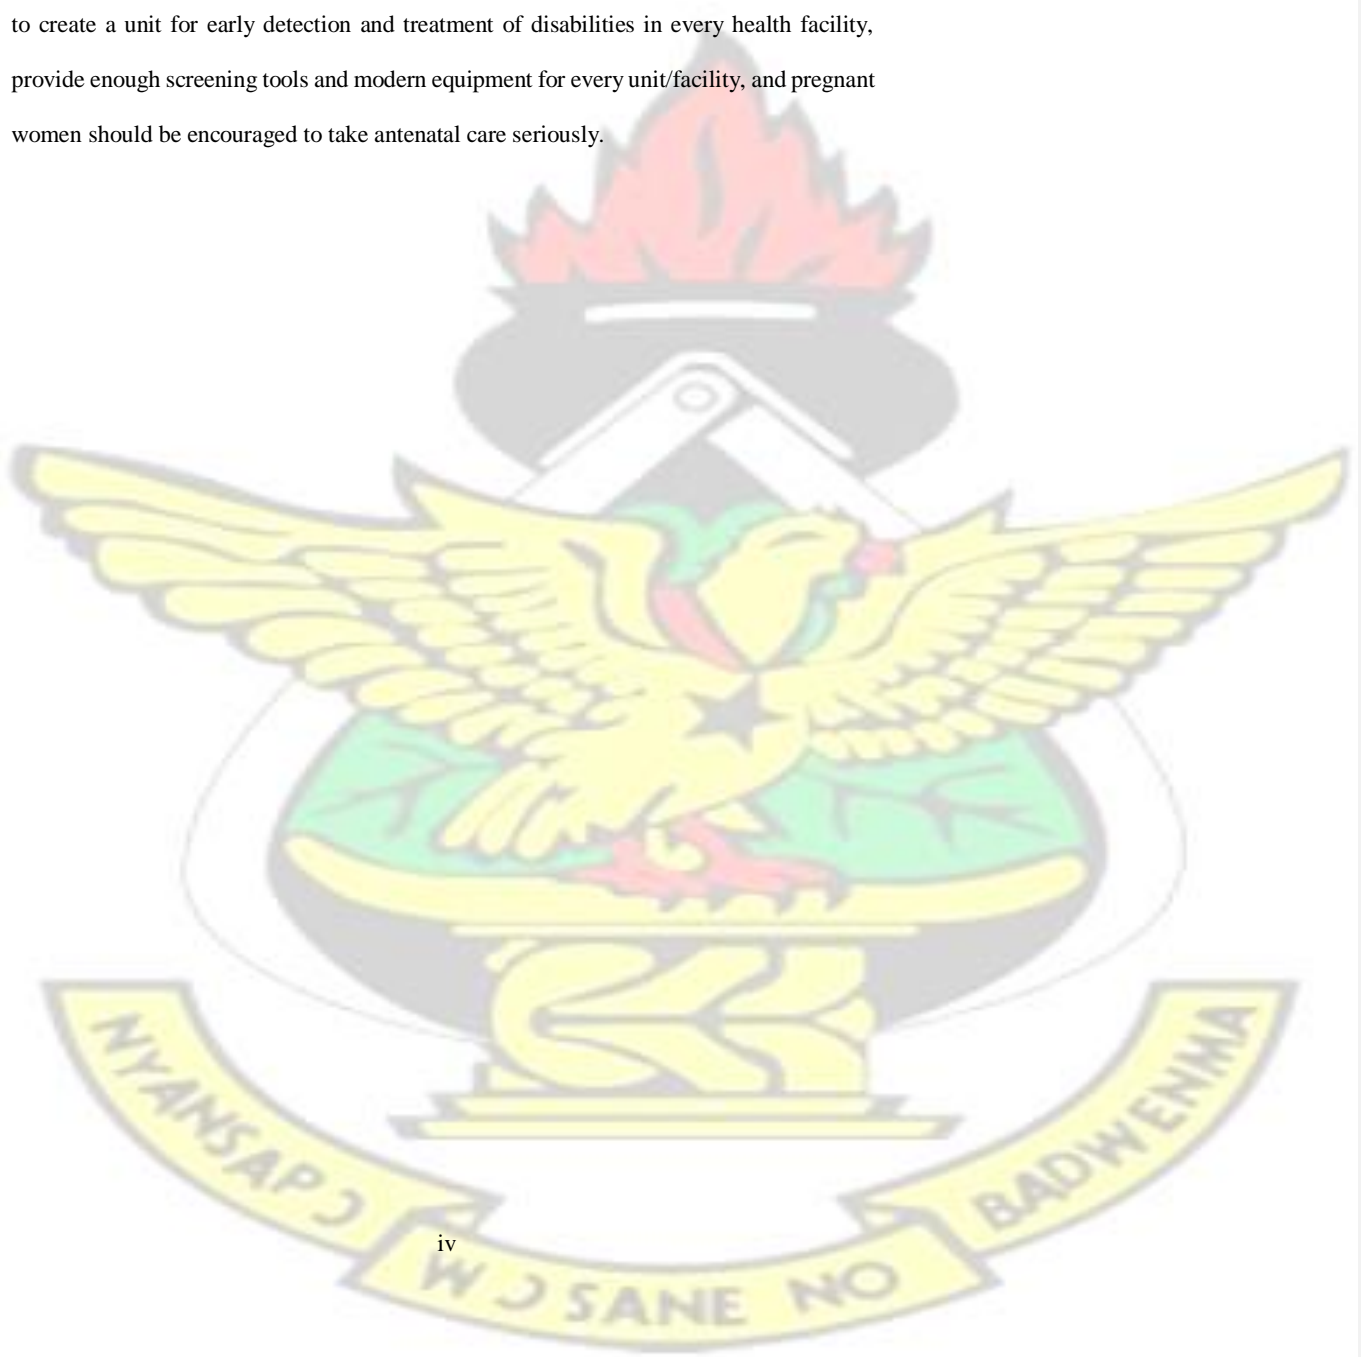 to create a unit for early detection and treatment of disabilities in every health facility,
provide enough screening tools and modern equipment for every unit/facility, and pregnant
women should be encouraged to take antenatal care seriously.
NYANSAPƆ
WƆSANE NO
BADWENMA
iv